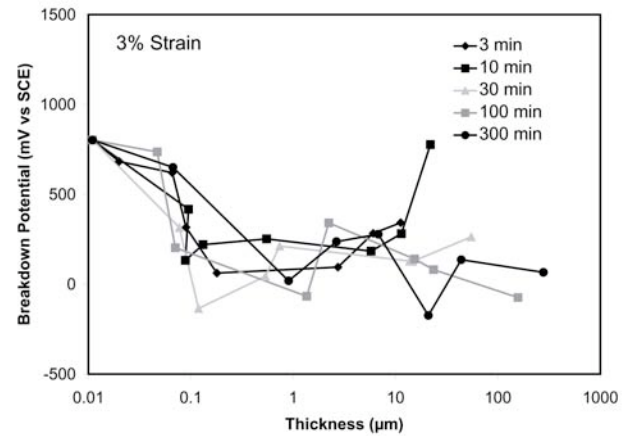 1500
3% Strain
3 min
10 min
30 min
100 min
300 min
1000
500
0
-500
Breakdown Potential (mV vs SCE)
0.01 0.1 1 10 100 1000
Thickness (μm)